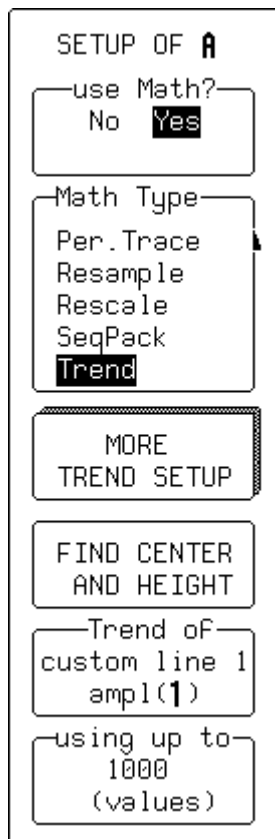 SETUP OF A
use Math?
No Yes
Math Type
Per.Trace
Resample
Rescale
SeqPack
Trend
MORE
TREND SETUP
FIND CENTER
AND HEIGHT
Trend of
custom line 1
ampl(1)
using up to
1000
(values)